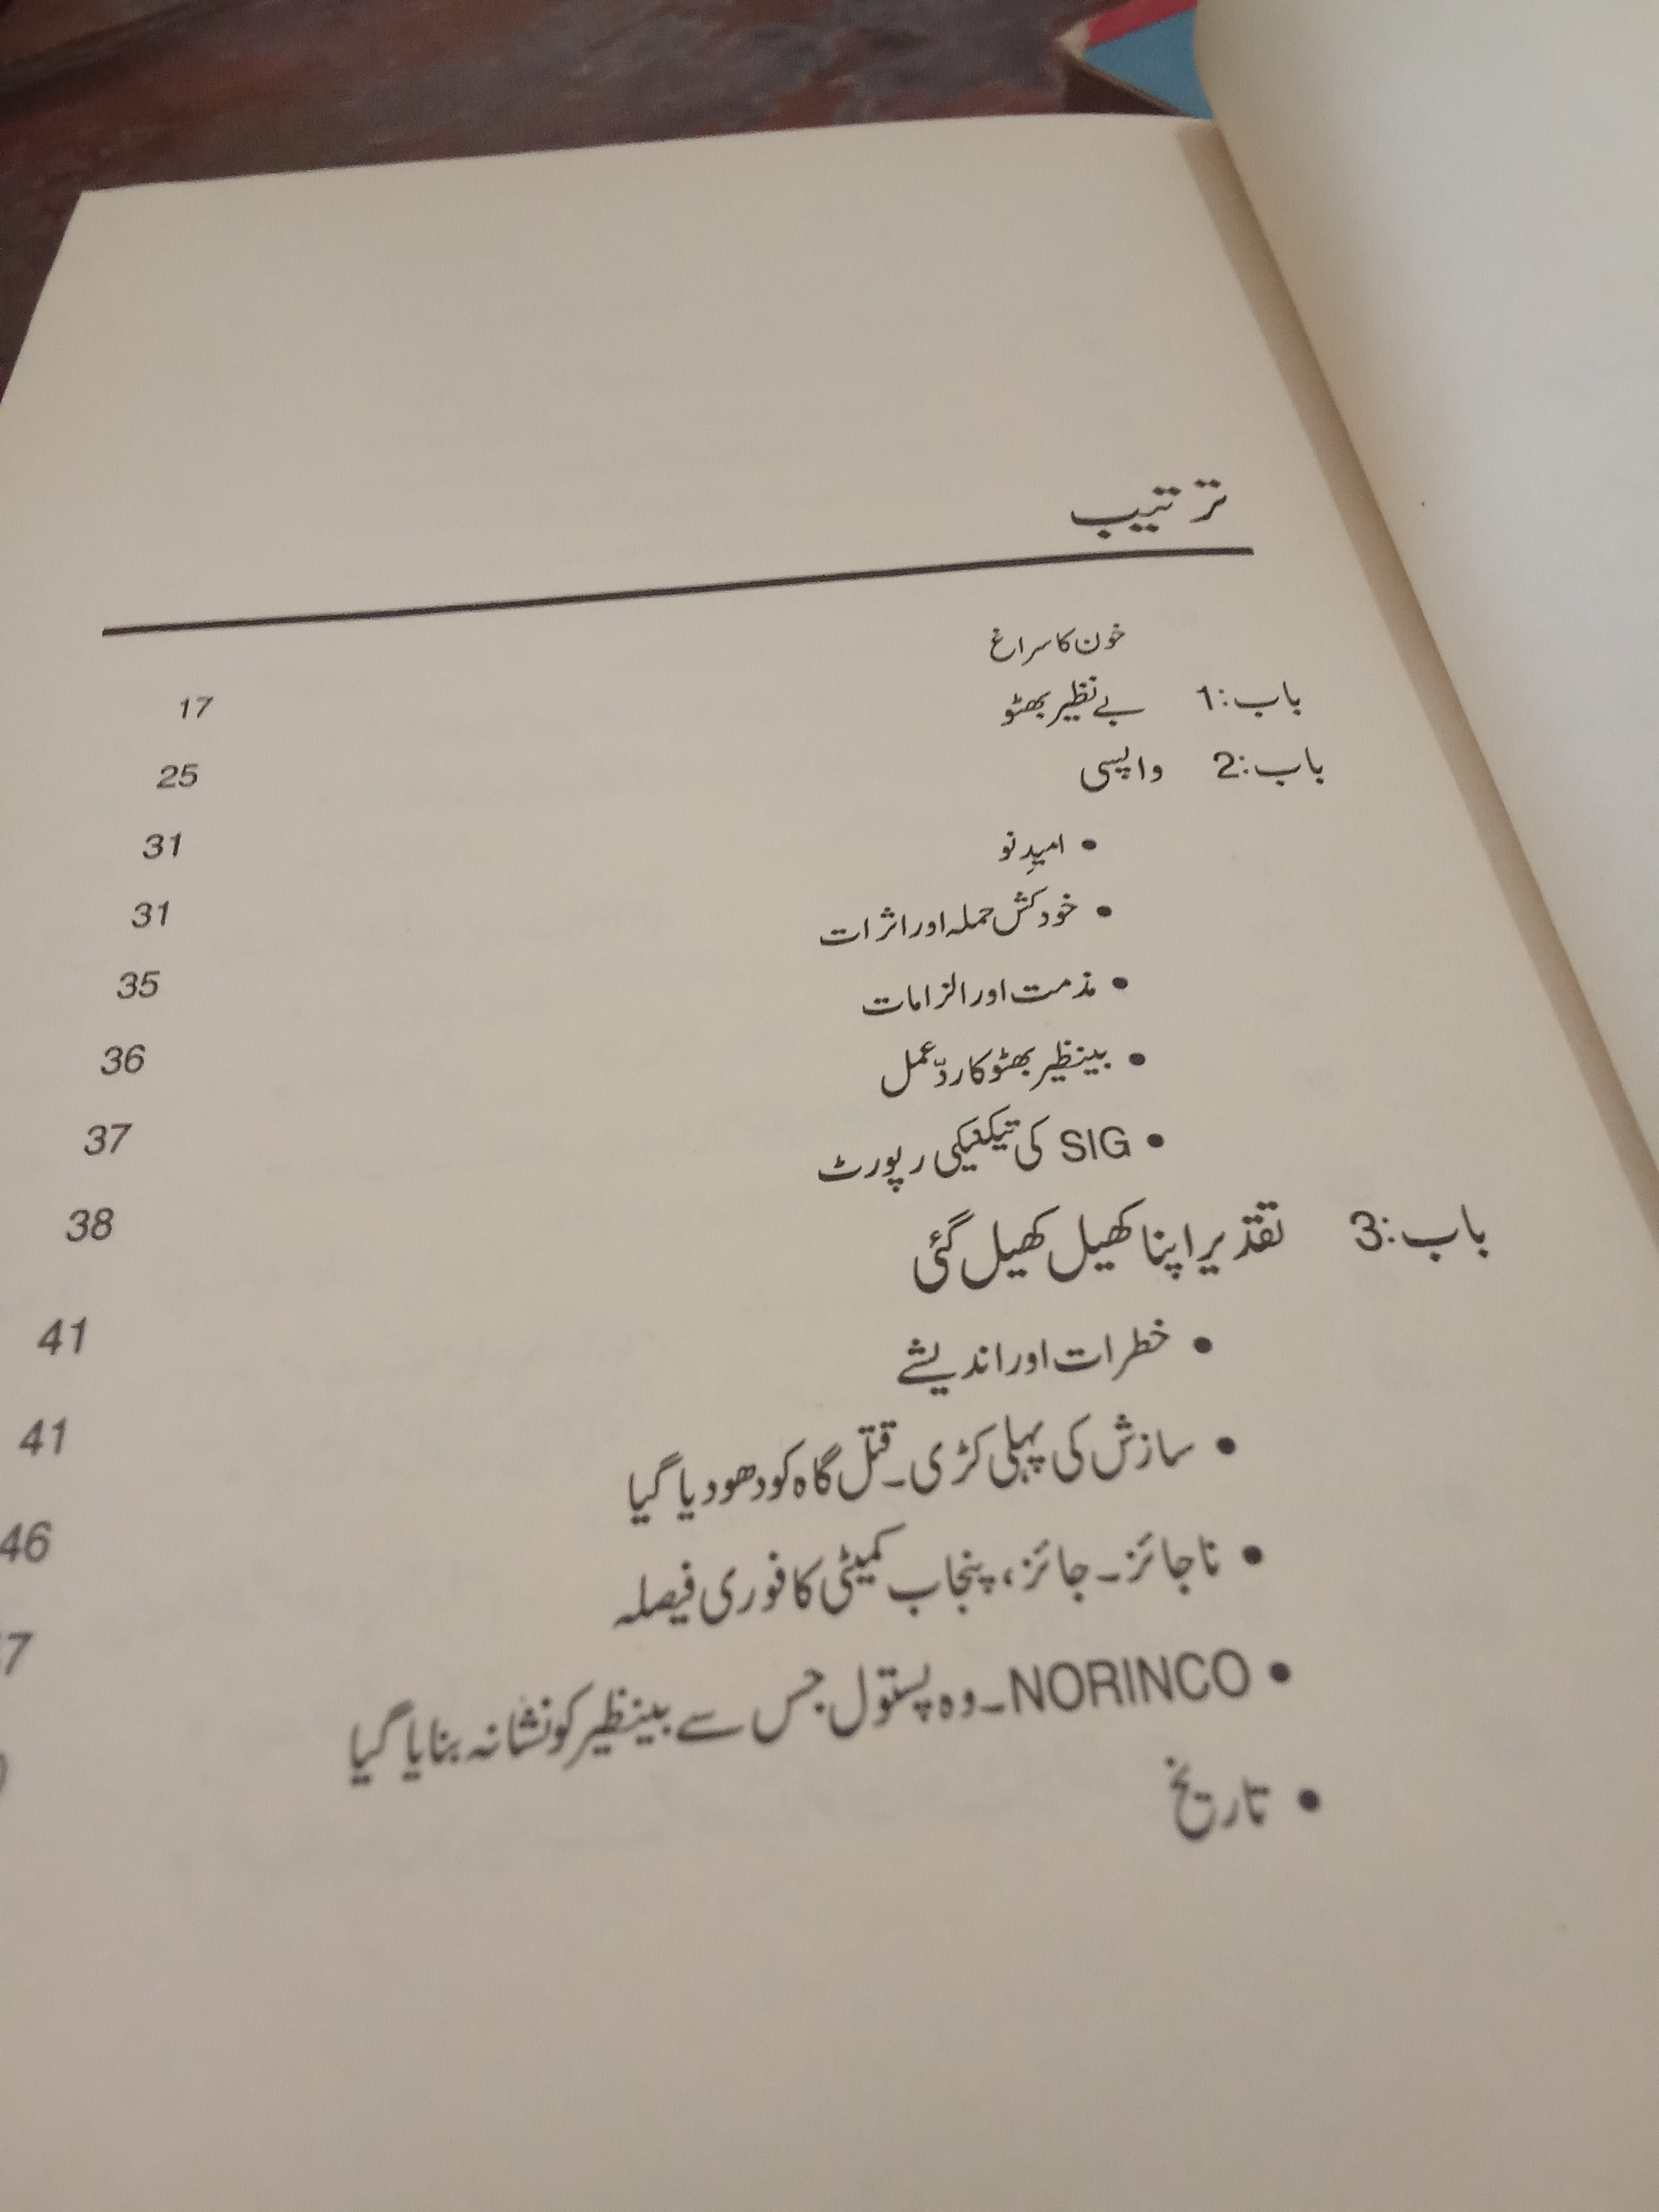 ترتیب
خون کا سراغ 17
باب:1 بے نظیر بھٹو 25
باب:2 واپسی 31
• امیدِ نو 31
• خودکش حملہ اور اثرات 35
• مذمت اور الزامات 36
• بینظیر بھٹو کا ردّعمل 37
• SIG کی تیکنیکی رپورٹ 38
باب:3 تقدیر اپنا کھیل کھیل گئی 41
• خطرات اور اندیشے 41
• سازش کی پہلی کڑی۔ قتل گاہ کو دھو دیا گیا 46
• ناجائز۔ جائز، پنجاب کمیٹی کا فوری فیصلہ
• NORINCO۔ وہ پستول جس سے بینظیر کو نشانہ بنایا گیا
• تاریخ